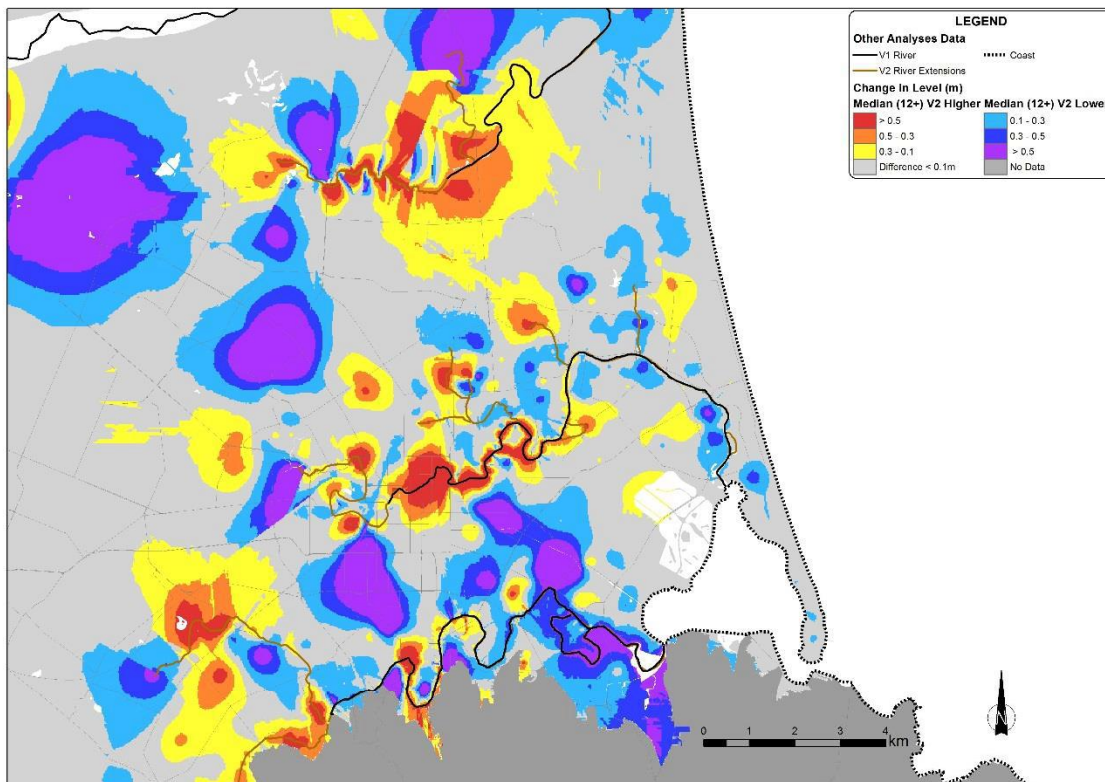 LEGEND
Other Analyses Data
V1 River
Coast
V2 River Extensions
Change In Level (m)
Median (12+) V2 Higher Median (12+) V2 Lower
> 0.5 0.1 - 0.3
0.5 - 0.3 0.3 - 0.5
0.3 - 0.1 > 0.5
Difference < 0.1m No Data
N
0 1 2 3 4
km